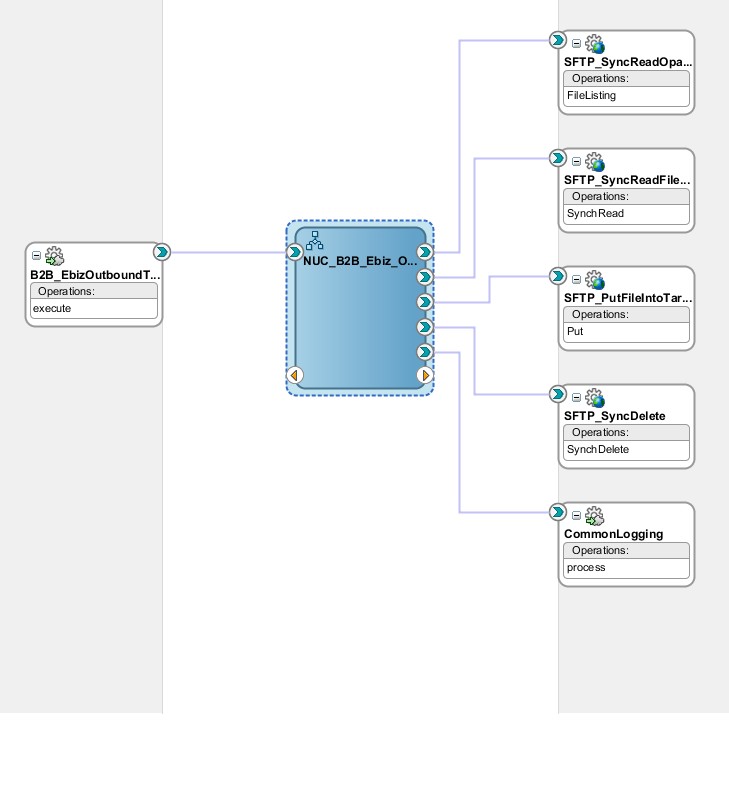 B2B_EbizOutboundT...
Operations:
execute
NUC_B2B_Ebiz_O...
SFTP_SyncReadOpa...
Operations:
FileListing
SFTP_SyncReadFile...
Operations:
SynchRead
SFTP_PutFileIntoTar...
Operations:
Put
SFTP_SyncDelete
Operations:
SynchDelete
CommonLogging
Operations:
process